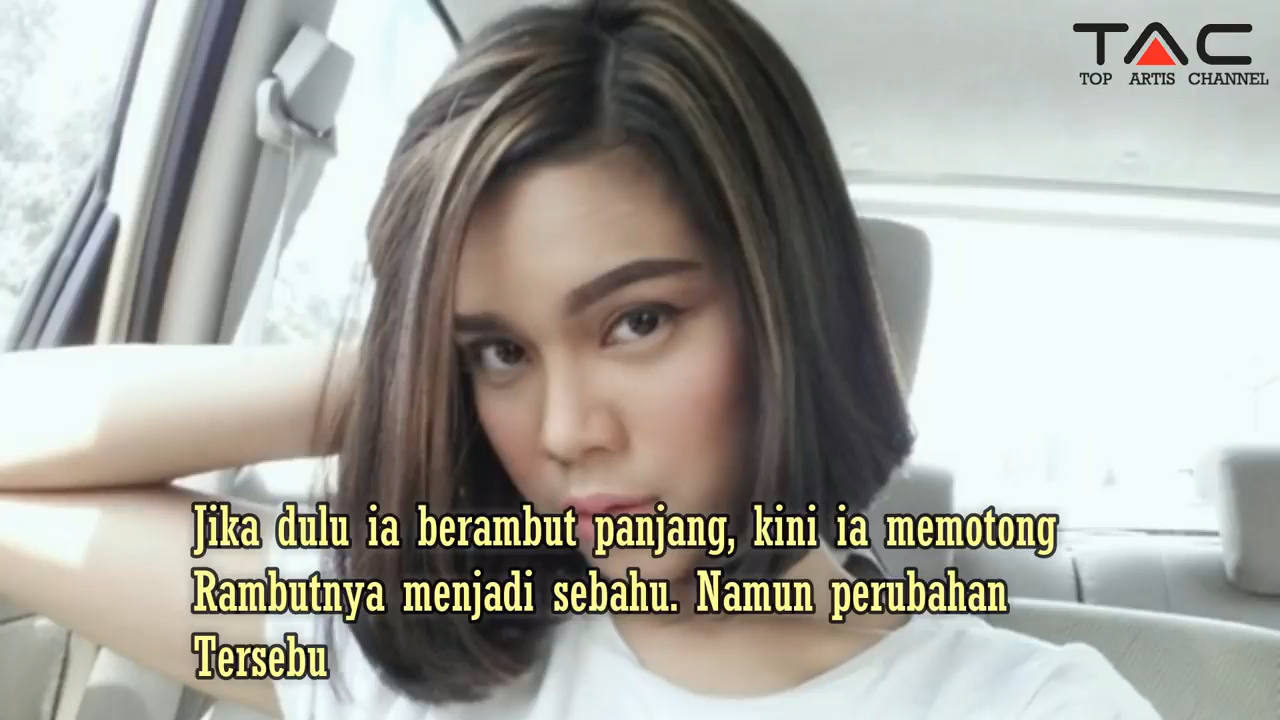 TAC
TOP ARTIS CHANNEL
Jika dulu ia berambut panjang, kini ia memotong
Rambutnya menjadi sebahu. Namun perubahan
Tersebu